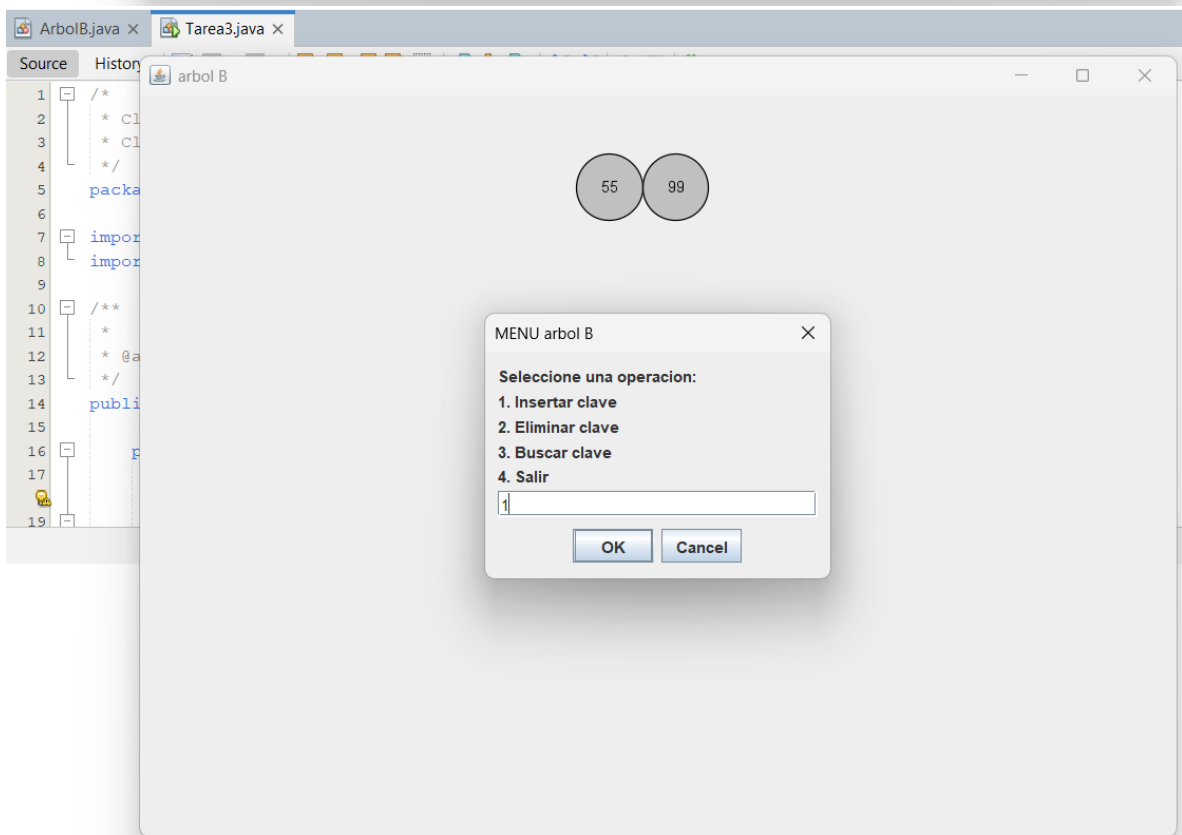 ArbolB.java × Tarea3.java ×
Source History
arbol B
1 /*
2 * Cl
3 * Cl
4 */
5 packa
6
7 impor
8 impor
9
10 /**
11 *
12 * @a
13 */
14 publi
15
16 p
17
19
55 99
MENU arbol B
Seleccione una operacion:
1. Insertar clave
2. Eliminar clave
3. Buscar clave
4. Salir
1
OK Cancel